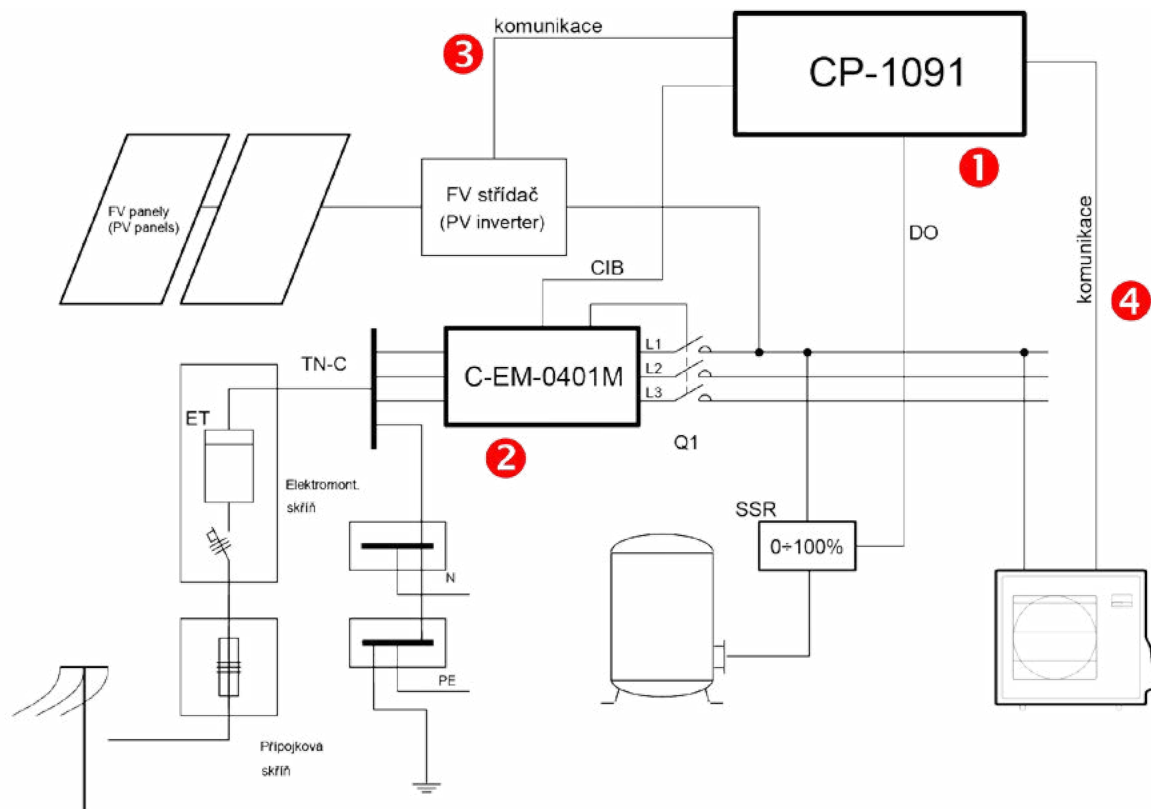 komunikace
3
CP-1091
1
FV panely
(PV panels)
FV střídač
(PV inverter)
DO
komunikace
4
CIB
TN-C
C-EM-0401M
L1
L2
L3
2
Q1
ET
Elektromont.
skříň
SSR
0÷100%
N
PE
Přípojková
skříň